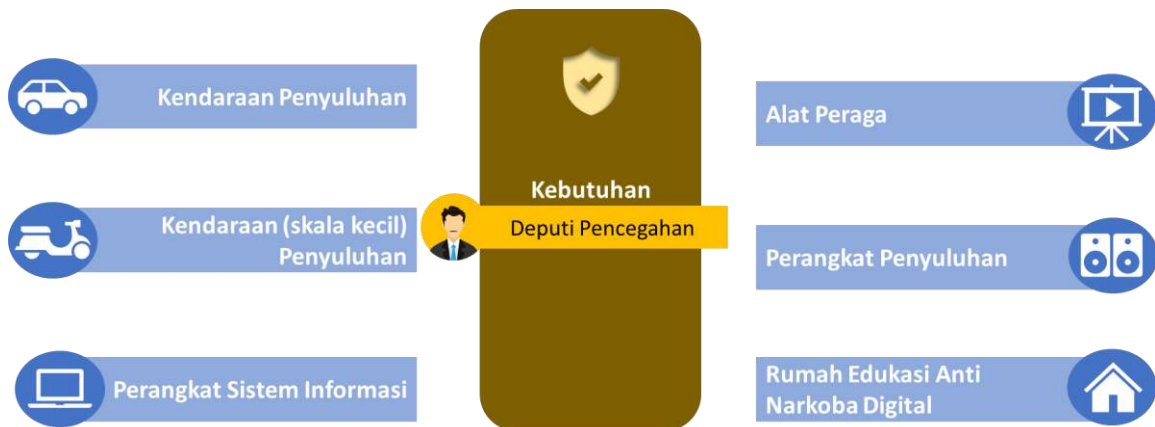 Kendaraan Penyuluhan
Kendaraan (skala kecil)
Penyuluhan
Perangkat Sistem Informasi
Kebutuhan
Deputi Pencegahan
Alat Peraga
Perangkat Penyuluhan
Rumah Edukasi Anti
Narkoba Digital